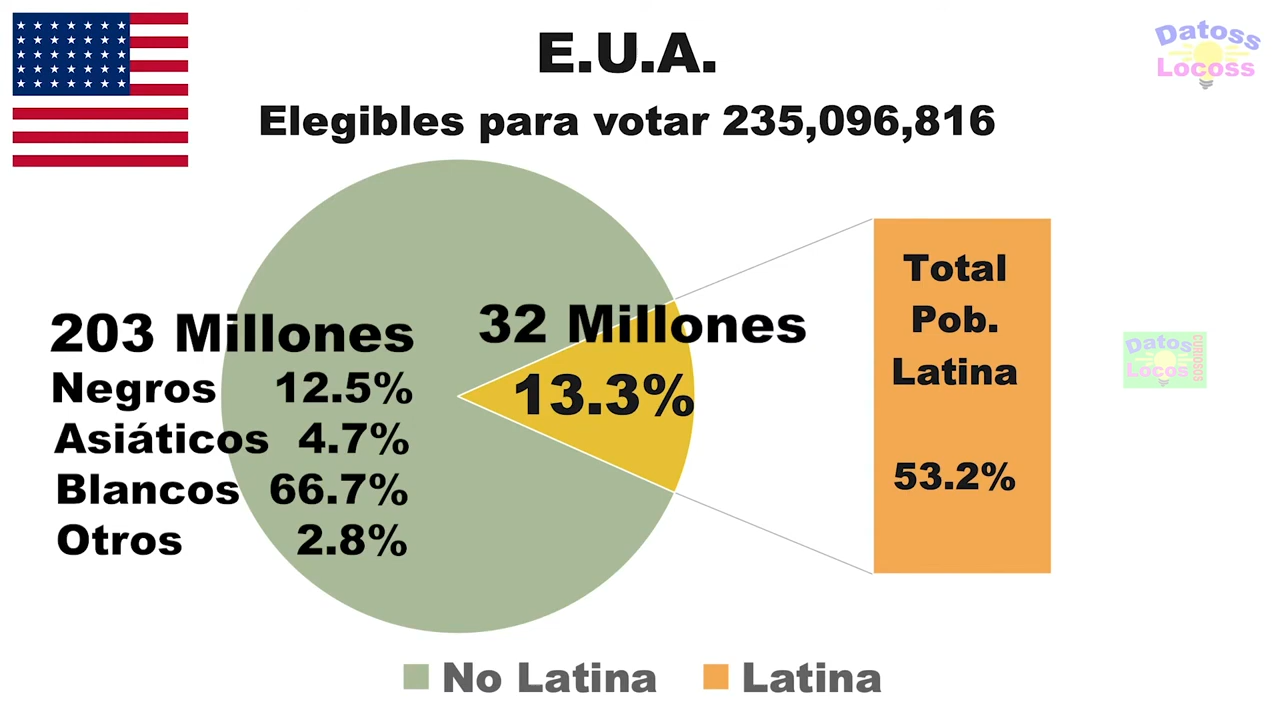 E.U.A.
Datoss
Locoss
Elegibles para votar 235,096,816
203 Millones
Negros 12.5%
Asiáticos 4.7%
Blancos 66.7%
Otros 2.8%
32 Millones
13.3%
Total
Pob.
Latina
53.2%
Datos
Locos
CURIOSOS
No Latina
Latina